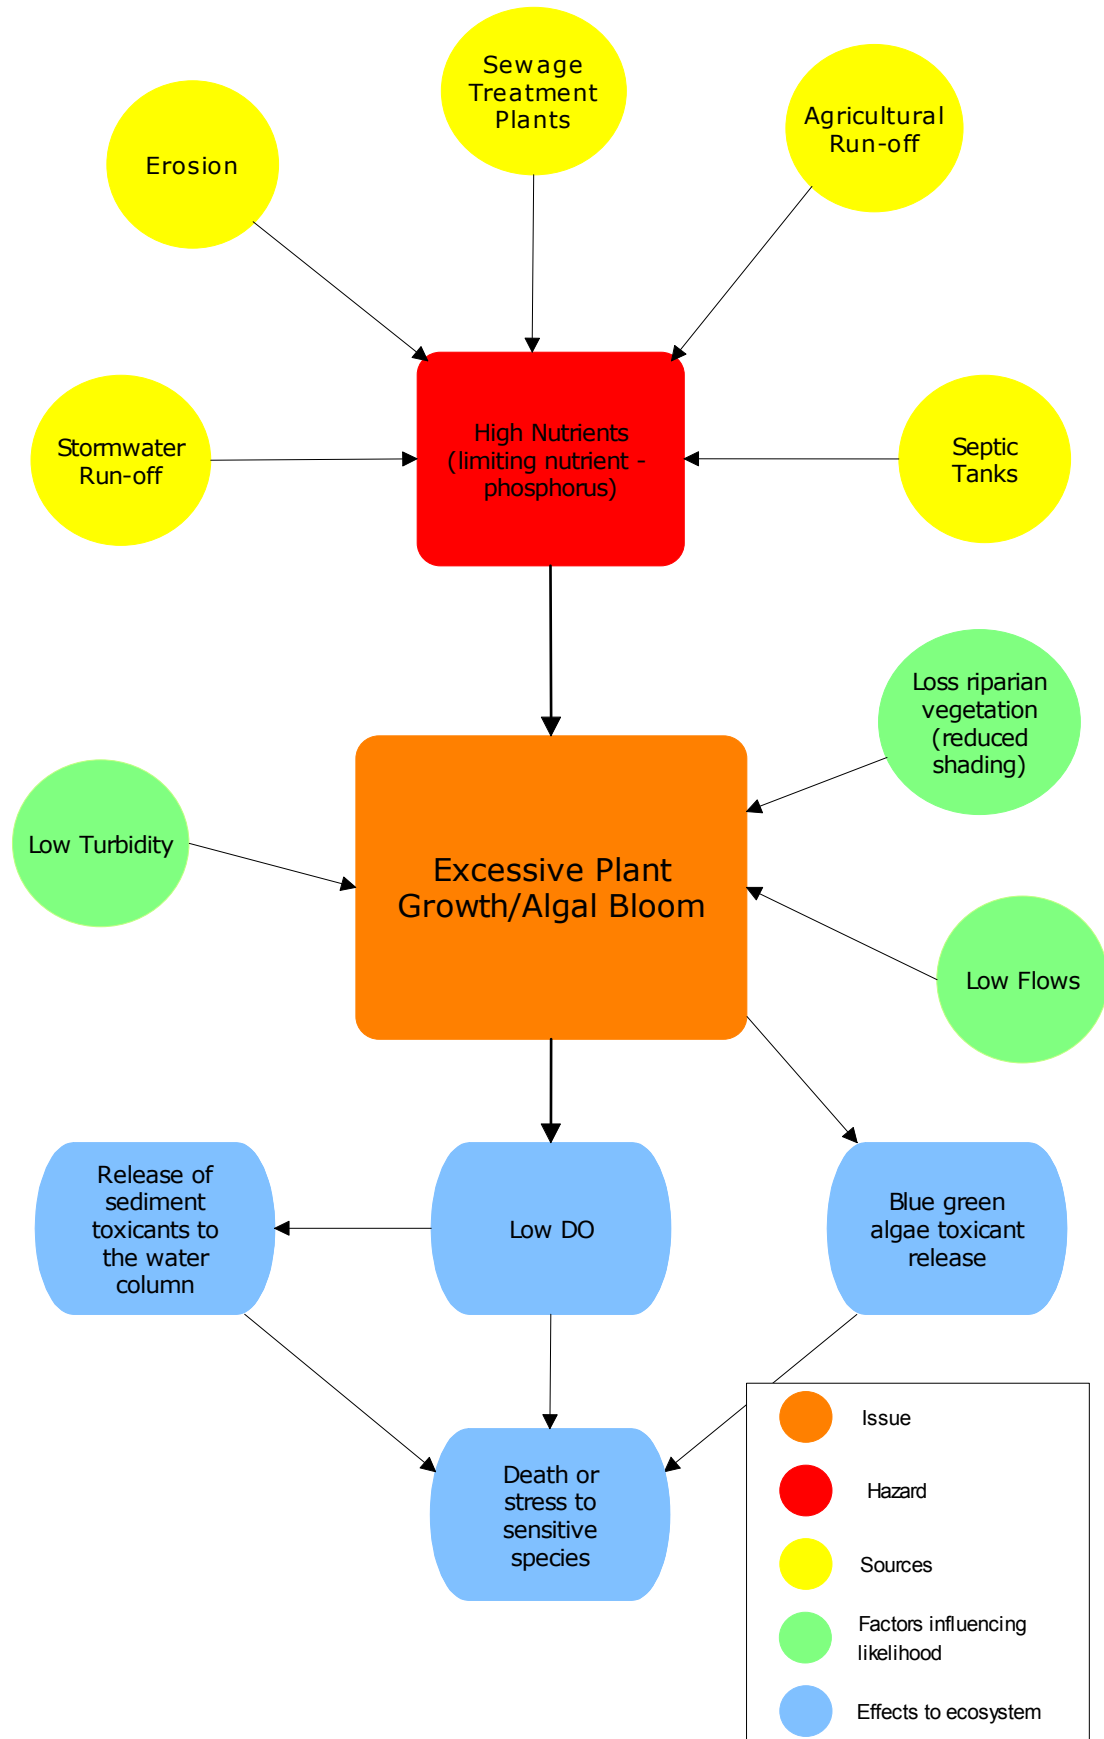 Sewage
Treatment
Plants
Agricultural
Run-off
Erosion
Stormwater
Run-off
High Nutrients
(limiting nutrient -
phosphorus)
Septic
Tanks
Loss riparian
vegetation
(reduced
shading)
Low Turbidity
Excessive Plant
Growth/Algal Bloom
Low Flows
Release of
sediment
toxicants to
the water
column
Low DO
Blue green
algae toxicant
release
Death or
stress to
sensitive
species
Issue
Hazard
Sources
Factors influencing
likelihood
Effects to ecosystem